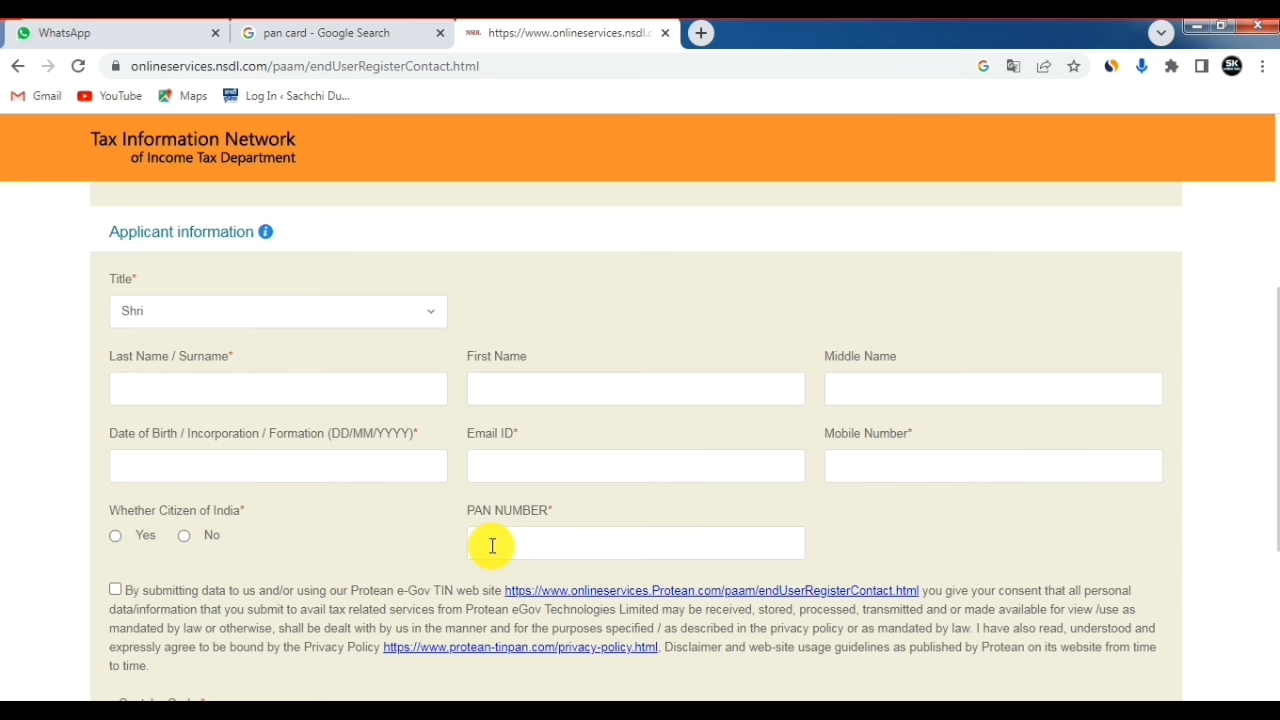 WhatsApp
pan card - Google Search
NSDL https://www.onlineservices.nsdl.c
onlineservices.nsdl.com/paam/endUserRegisterContact.html
SK
Gmail
YouTube
Maps
Log In ‹ Sachchi Du...
Tax Information Network
of Income Tax Department
Applicant information
Title*
Shri
Last Name / Surname*
First Name
Middle Name
Date of Birth / Incorporation / Formation (DD/MM/YYYY)*
Email ID*
Mobile Number*
Whether Citizen of India*
PAN NUMBER*
Yes
No
By submitting data to us and/or using our Protean e-Gov TIN web site https://www.onlineservices.Protean.com/paam/endUserRegisterContact.html you give your consent that all personal
data/information that you submit to avail tax related services from Protean eGov Technologies Limited may be received, stored, processed, transmitted and or made available for view /use as
mandated by law or otherwise, shall be dealt with by us in the manner and for the purposes specified / as described in the privacy policy or as mandated by law. I have also read, understood and
expressly agree to be bound by the Privacy Policy https://www.protean-tinpan.com/privacy-policy.html, Disclaimer and web-site usage guidelines as published by Protean on its website from time
to time.